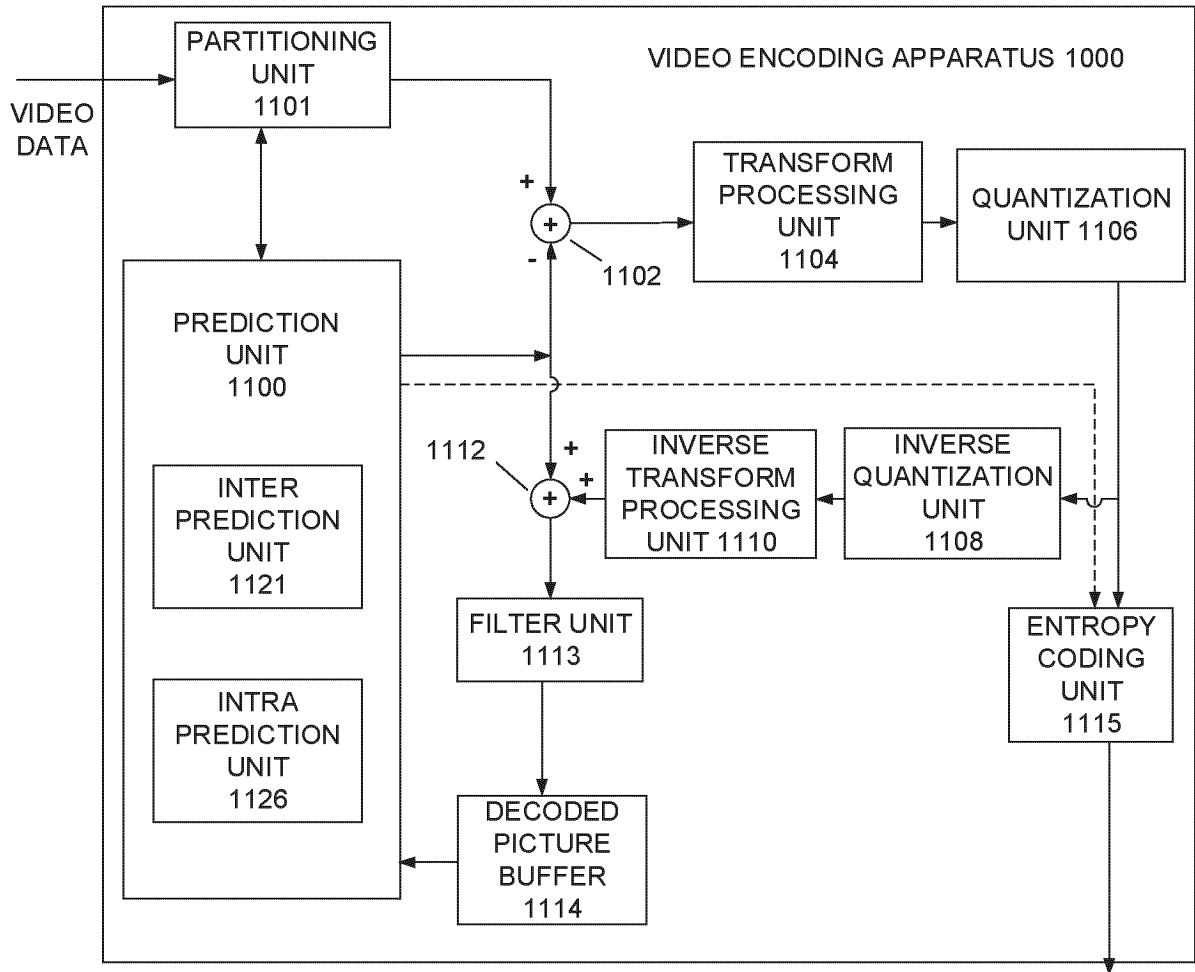 PARTITIONING
UNIT
1101
VIDEO ENCODING APPARATUS 1000
VIDEO
DATA
+
+
-
1102
TRANSFORM
PROCESSING
UNIT
1104
QUANTIZATION
UNIT 1106
PREDICTION
UNIT
1100
INTER
PREDICTION
UNIT
1121
INTRA
PREDICTION
UNIT
1126
1112
+
+
+
INVERSE
TRANSFORM
PROCESSING
UNIT 1110
INVERSE
QUANTIZATION
UNIT
1108
FILTER UNIT
1113
ENTROPY
CODING
UNIT
1115
DECODED
PICTURE
BUFFER
1114